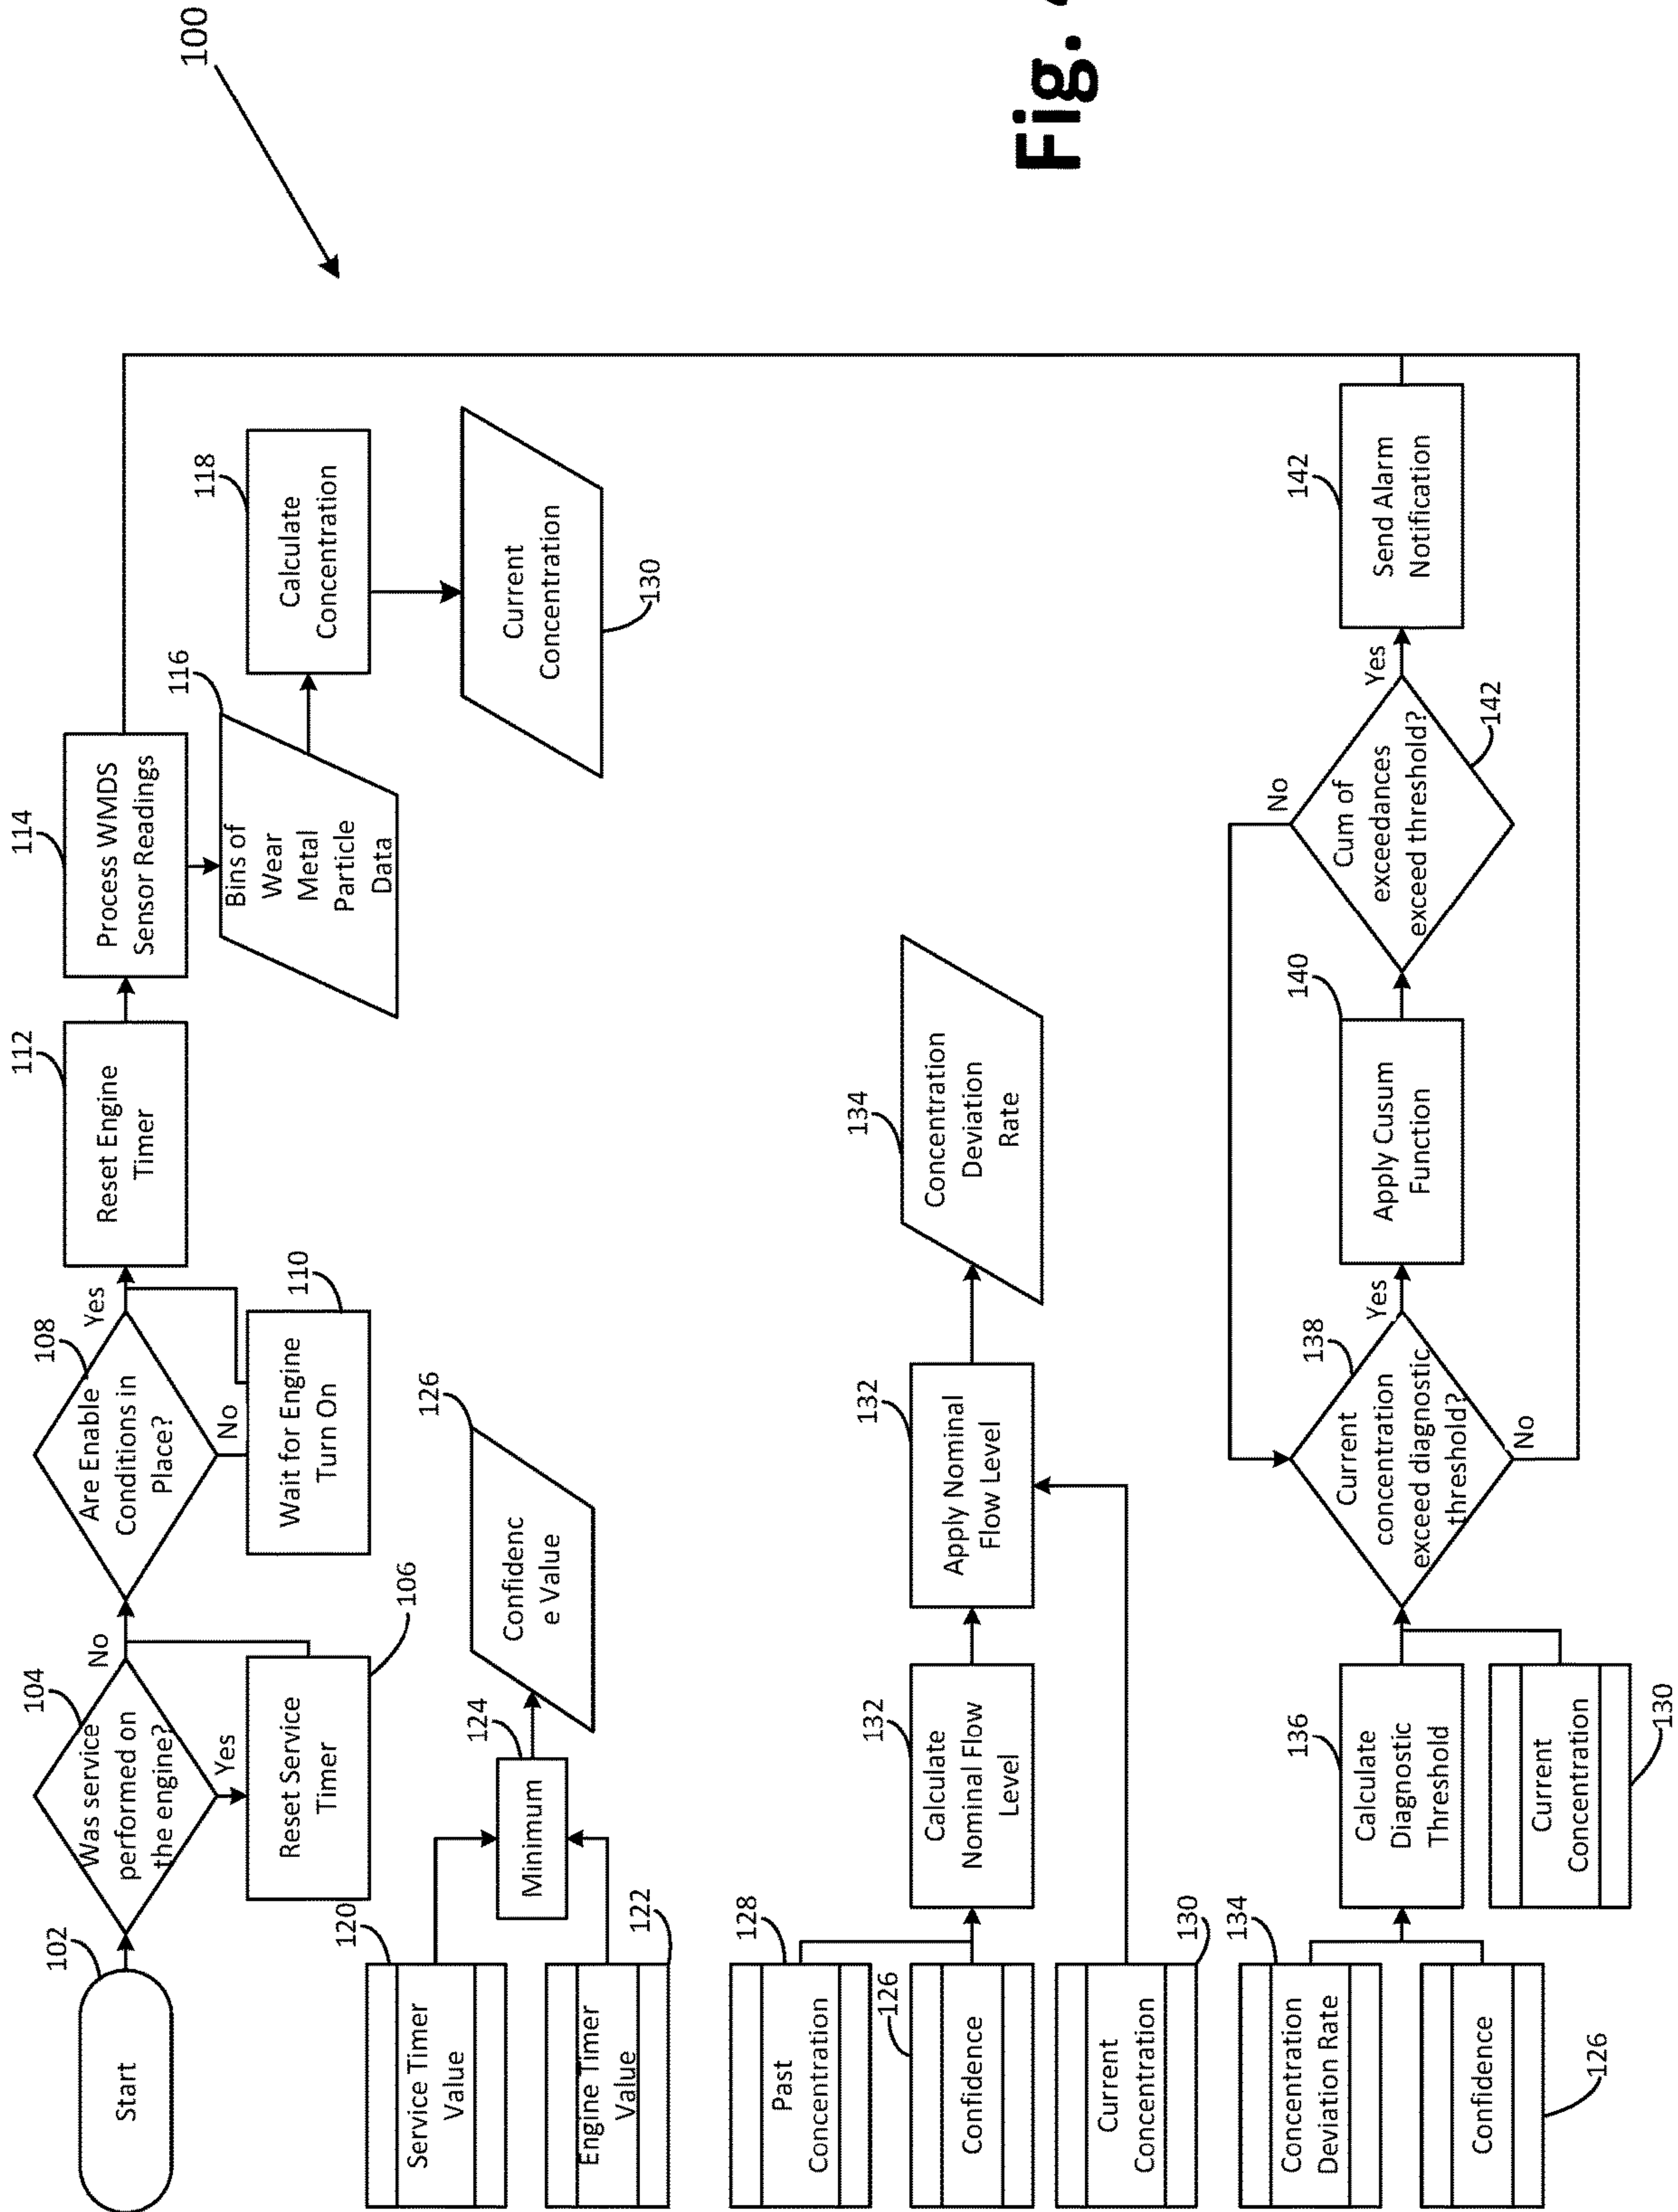 100
Start
102
Was service
performed on
the engine?
104
No
Yes
Reset Service
Timer
106
Are Enable
Conditions in
Place?
108
Yes
No
Wait for Engine
Turn On
110
Reset Engine
Timer
112
Process WMDS
Sensor Readings
114
Bins of
Wear
Metal
Particle
Data
116
Calculate
Concentration
118
Current
Concentration
130
Service Timer
Value
120
Engine Timer
Value
122
Minimum
124
Confidenc
e Value
126
Past
Concentration
128
Confidence
126
Current
Concentration
130
Calculate
Nominal Flow
Level
132
Apply Nominal
Flow Level
132
Concentration
Deviation
Rate
134
Concentration
Deviation Rate
134
Confidence
126
Calculate
Diagnostic
Threshold
136
Current
Concentration
130
Current
concentration
exceed diagnostic
threshold?
138
Yes
No
Apply Cusum
Function
140
Cum of
exceedances
exceed threshold?
142
No
Yes
Send Alarm
Notification
142
Fig.